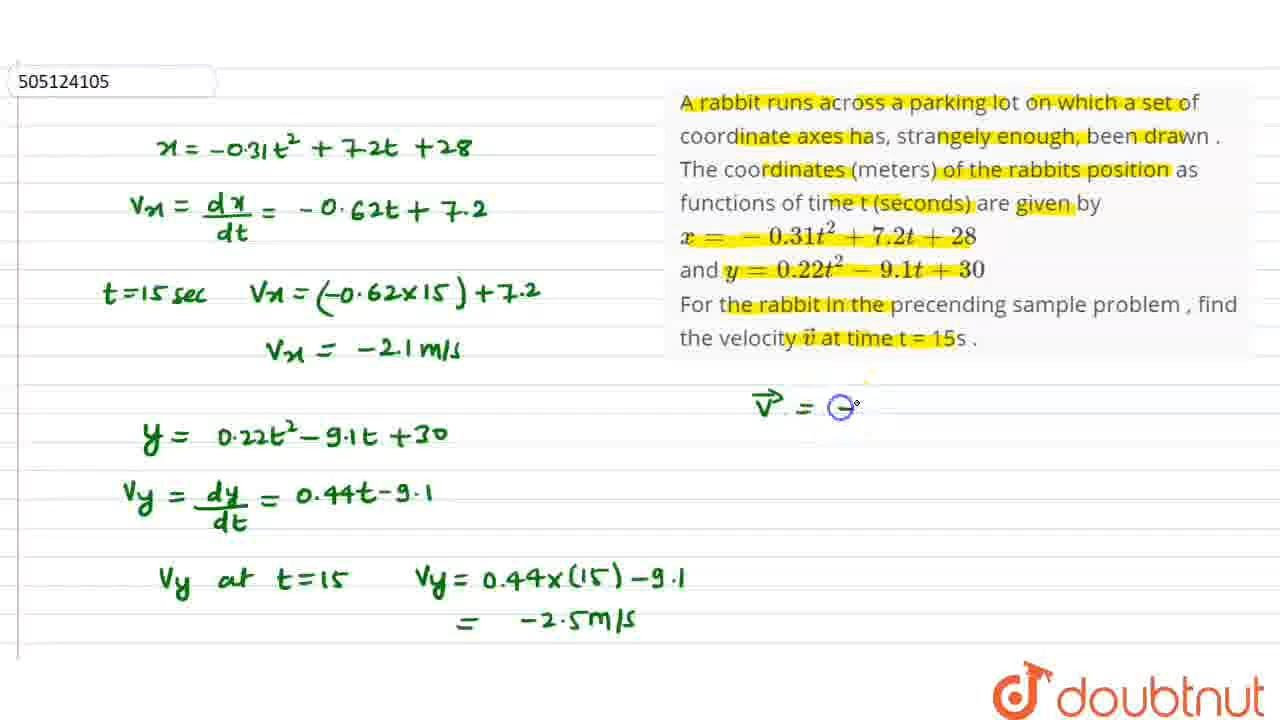 505124105
x = -0.31t² + 7.2t + 28
Vx = dx/dt = -0.62t + 7.2
t = 15 sec Vx = (-0.62 x 15) + 7.2
Vx = -2.1 m/s
y = 0.22t² - 9.1t + 30
Vy = dy/dt = 0.44t - 9.1
Vy at t = 15 Vy = 0.44 x (15) - 9.1
= -2.5 m/s
A rabbit runs across a parking lot on which a set of
coordinate axes has, strangely enough, been drawn .
The coordinates (meters) of the rabbits position as
functions of time t (seconds) are given by
x = - 0.31t² + 7.2t + 28
and y = 0.22t² - 9.1t + 30
For the rabbit in the precending sample problem , find
the velocity v⃗ at time t = 15s .
V⃗ = -
doubtnut